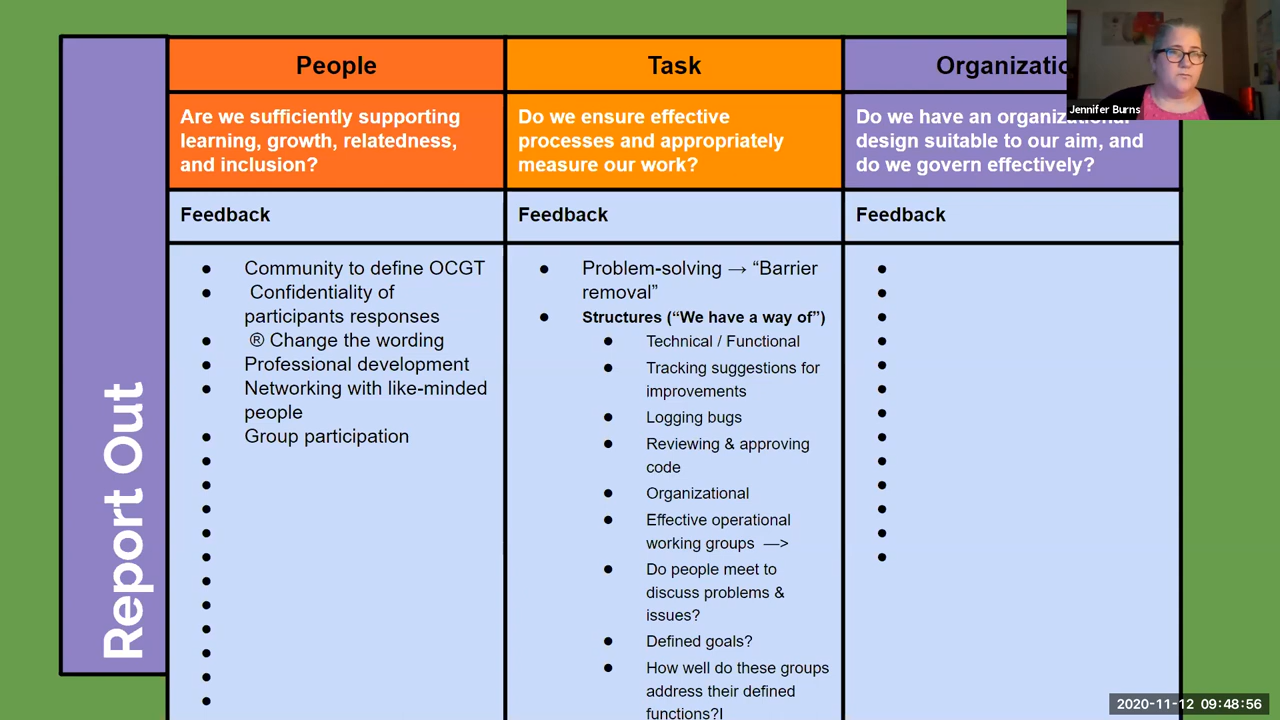 Report Out
People
Task
Organizatio
Are we sufficiently supporting
learning, growth, relatedness,
and inclusion?
Do we ensure effective
processes and appropriately
measure our work?
Do we have an organizational
design suitable to our aim, and
do we govern effectively?
Feedback
Feedback
Feedback
● Community to define OCGT
● Confidentiality of
participants responses
● ® Change the wording
● Professional development
● Networking with like-minded
people
● Group participation
● Problem-solving → “Barrier
removal”
● Structures (“We have a way of”)
● Technical / Functional
● Tracking suggestions for
improvements
● Logging bugs
● Reviewing & approving
code
● Organizational
● Effective operational
working groups —>
● Do people meet to
discuss problems &
issues?
● Defined goals?
● How well do these groups
address their defined
functions?I
Jennifer Burns
2020-11-12 09:48:56